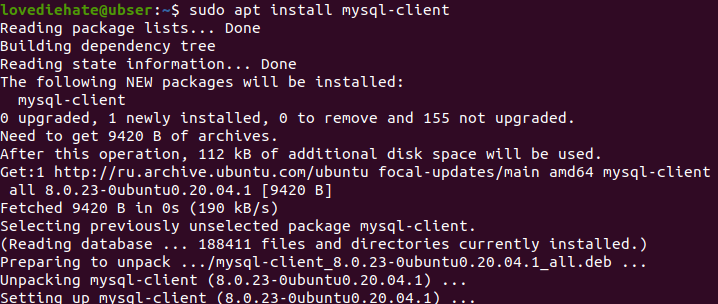 lovediehate@ubser:~$ sudo apt install mysql-client
Reading package lists... Done
Building dependency tree
Reading state information... Done
The following NEW packages will be installed:
  mysql-client
0 upgraded, 1 newly installed, 0 to remove and 155 not upgraded.
Need to get 9420 B of archives.
After this operation, 112 kB of additional disk space will be used.
Get:1 http://ru.archive.ubuntu.com/ubuntu focal-updates/main amd64 mysql-client
 all 8.0.23-0ubuntu0.20.04.1 [9420 B]
Fetched 9420 B in 0s (190 kB/s)
Selecting previously unselected package mysql-client.
(Reading database ... 188411 files and directories currently installed.)
Preparing to unpack .../mysql-client_8.0.23-0ubuntu0.20.04.1_all.deb ...
Unpacking mysql-client (8.0.23-0ubuntu0.20.04.1) ...
Setting up mysql-client (8.0.23-0ubuntu0.20.04.1) ...